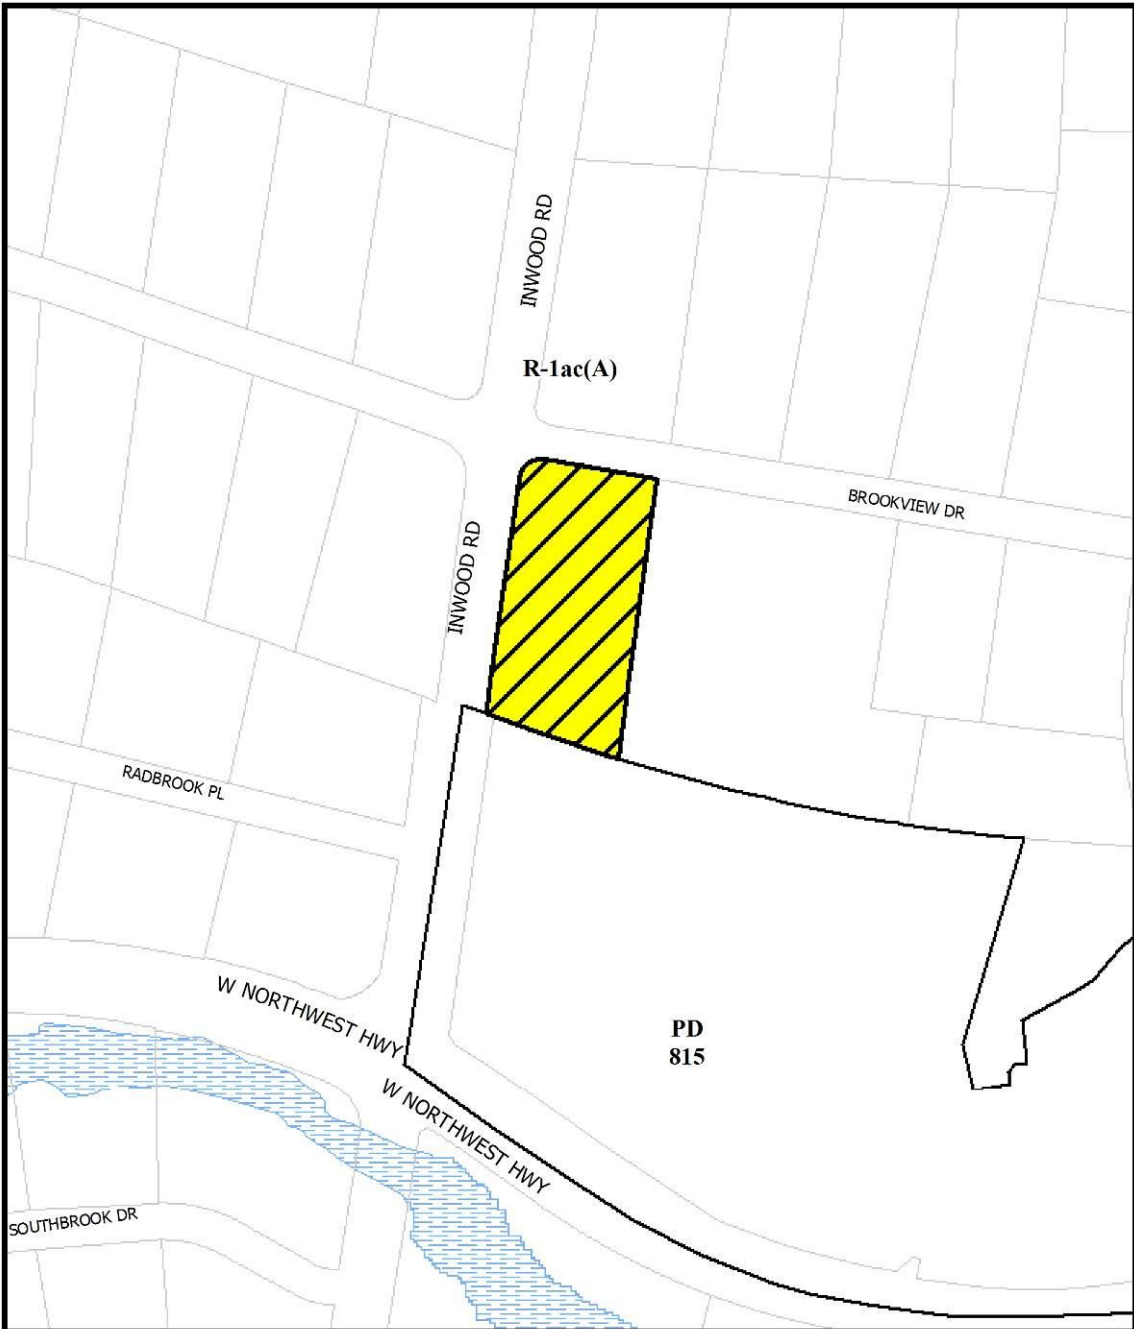 INWOOD RD
R-1ac(A)
BROOKVIEW DR
INWOOD RD
RADBROOK PL
W NORTHWEST HWY
PD
815
W NORTHWEST HWY
SOUTHBROOK DR